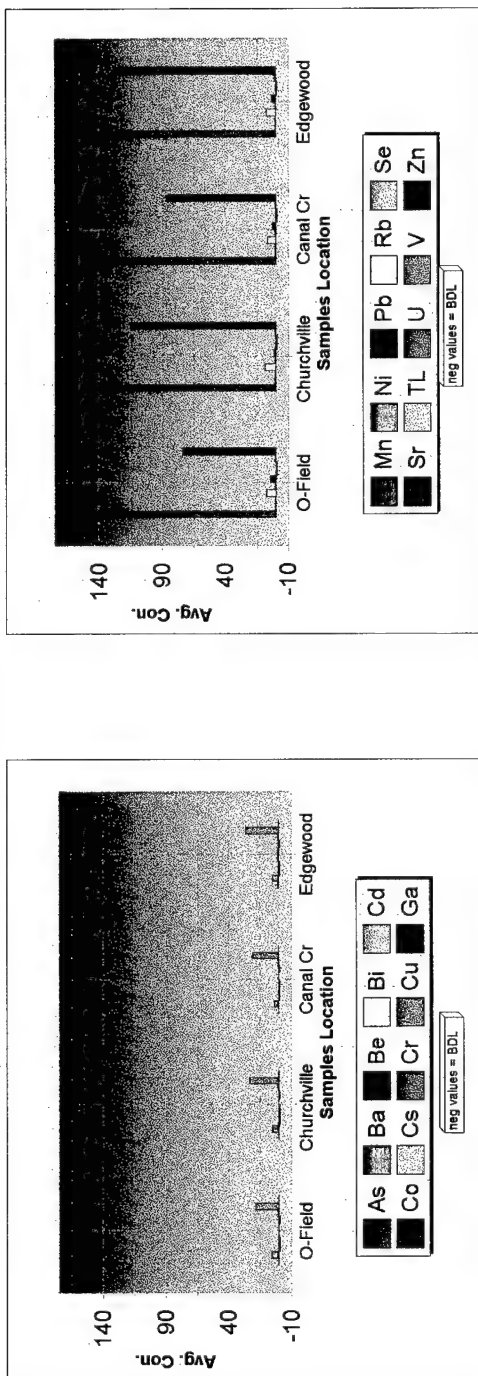 140
90
40
-10
Avg. Con.
O-Field Churchville Canal Cr Edgewood
Samples Location
Mn Ni Pb Rb Se
Sr TL U V Zn
neg values = BDL
140
90
40
-10
Avg. Con.
O-Field Churchville Canal Cr Edgewood
Samples Location
As Ba Be Bi Cd
Co Cs Cr Cu Ga
neg values = BDL